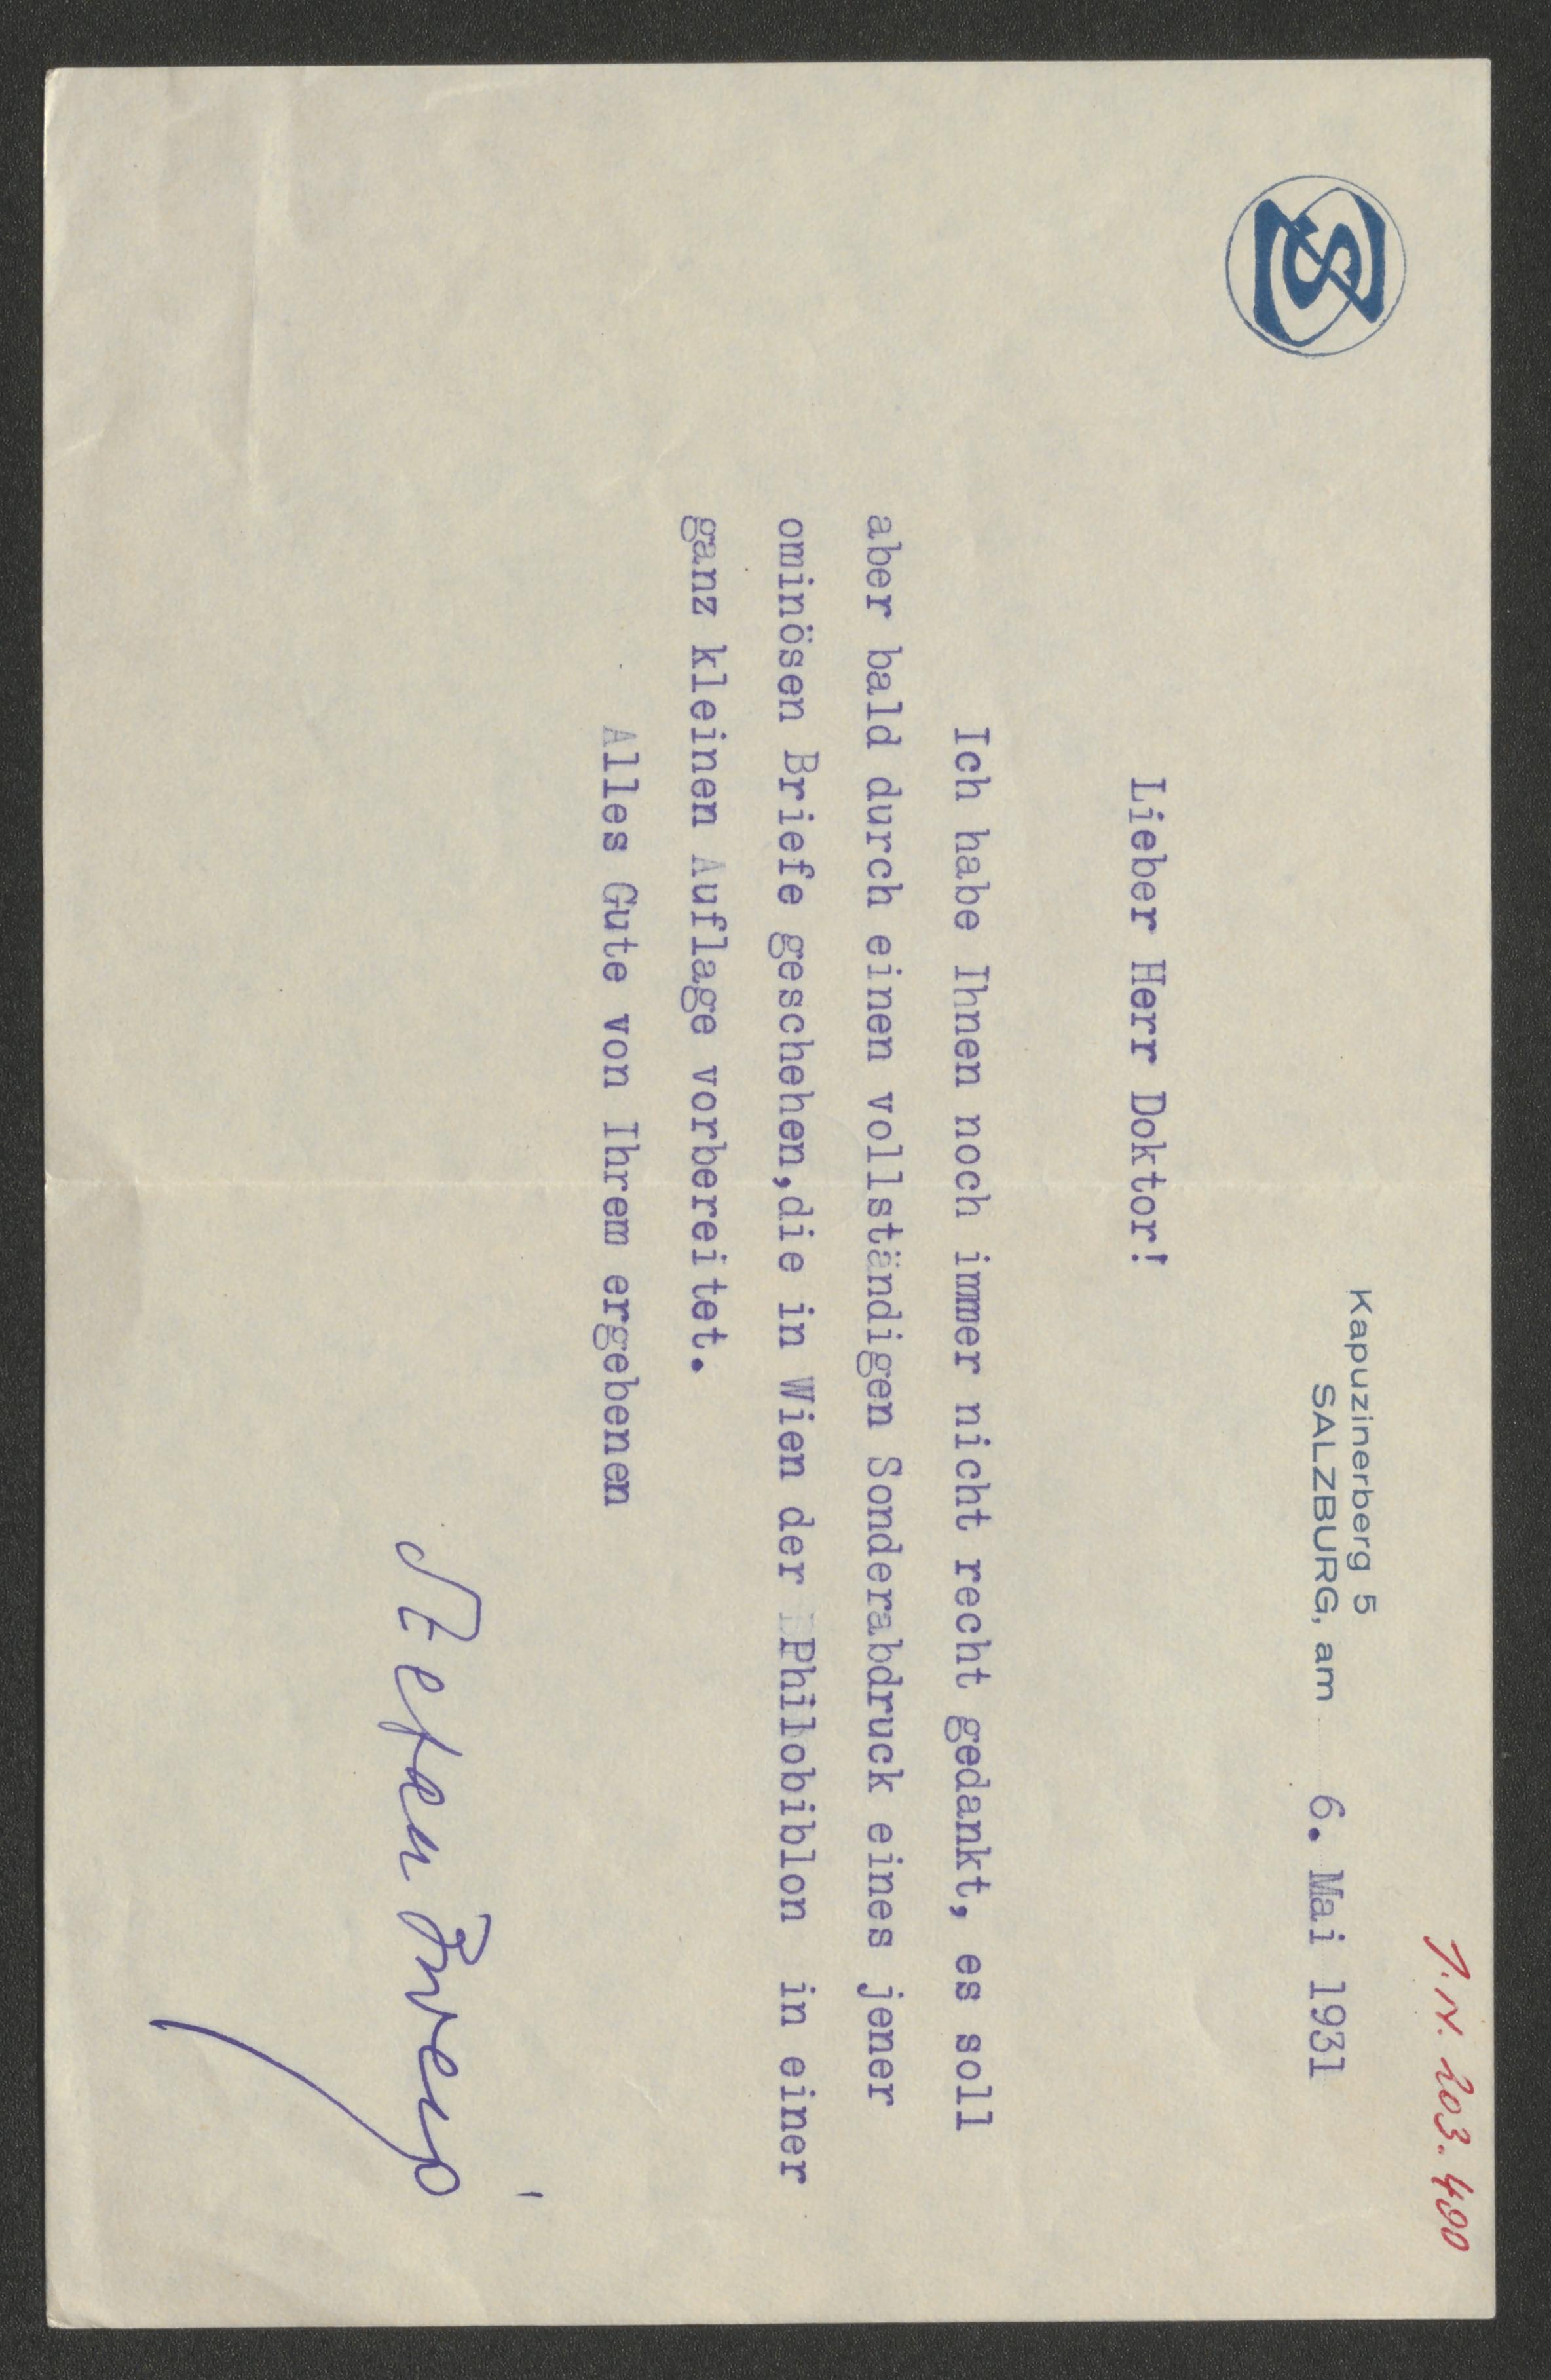 I.N. 203.400
SZ
Kapuzinerberg 5
SALZBURG, am 6. Mai 1931
Lieber Herr Doktor!
Ich habe Ihnen noch immer nicht recht gedankt, es soll
aber bald durch einen vollständigen Sonderabdruck eines jener
ominösen Briefe geschehen,die in Wien der Philobiblon in einer
ganz kleinen Auflage vorbereitet.
Alles Gute von Ihrem ergebenen
Stefan Zweig